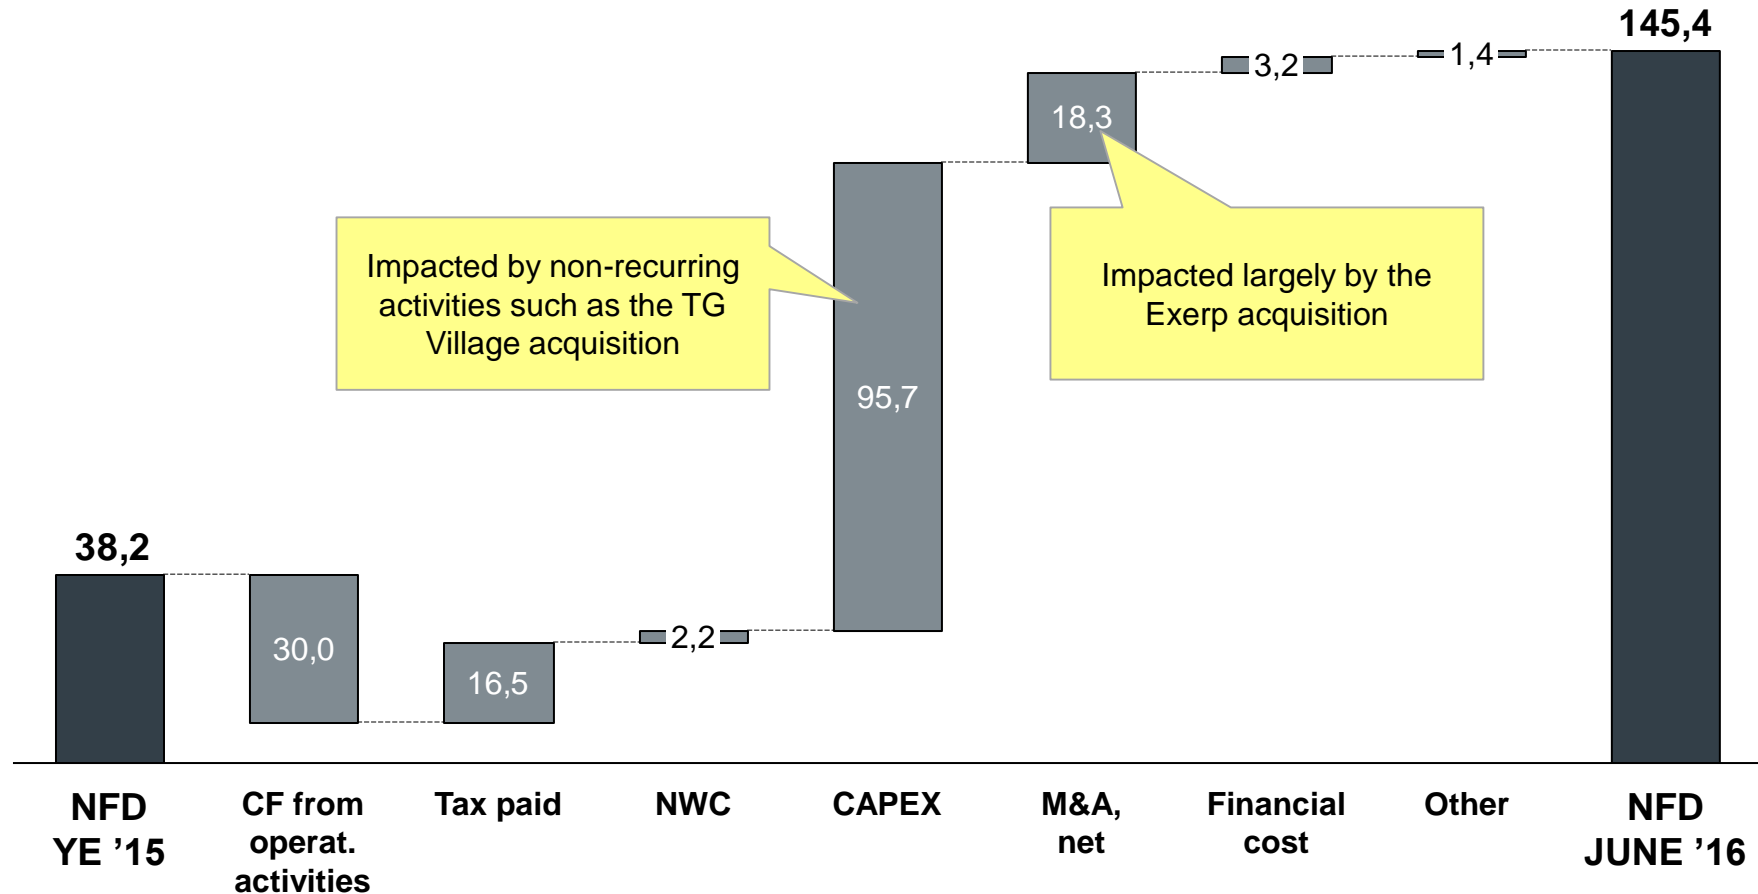 145,4
1,4
3,2
18,3
Impacted by non-recurring
activities such as the TG
Village acquisition
Impacted largely by the
Exerp acquisition
95,7
38,2
30,0
16,5
2,2
NFD
YE ’15
CF from
operat.
activities
Tax paid
NWC
CAPEX
M&A,
net
Financial
cost
Other
NFD
JUNE ’16